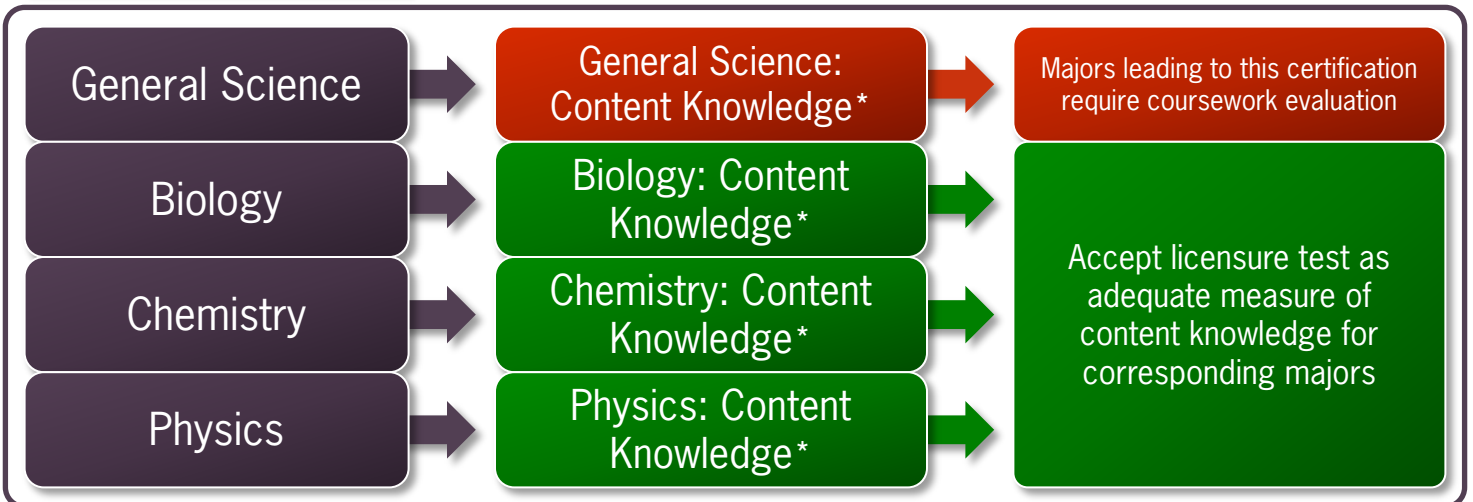 General Science
General Science:
Content Knowledge*
Majors leading to this certification
require coursework evaluation
Biology
Biology: Content
Knowledge*
Chemistry
Chemistry: Content
Knowledge*
Physics
Physics: Content
Knowledge*
Accept licensure test as
adequate measure of
content knowledge for
corresponding majors